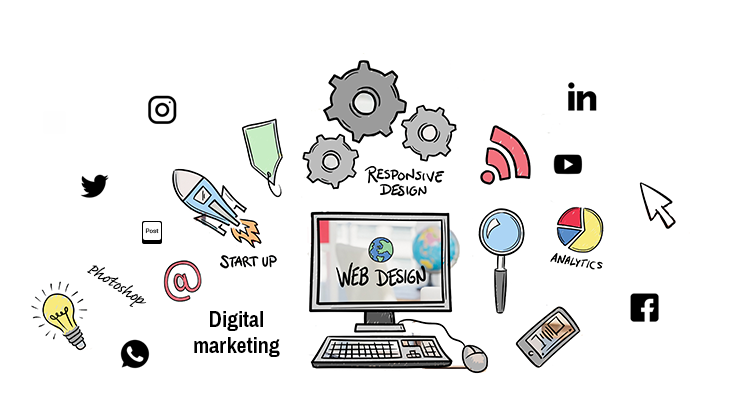 in
RESPONSIVE
DESIGN
Post
START UP
@
ANALYTICS
WEB DESIGN
Photoshop
Digital
marketing